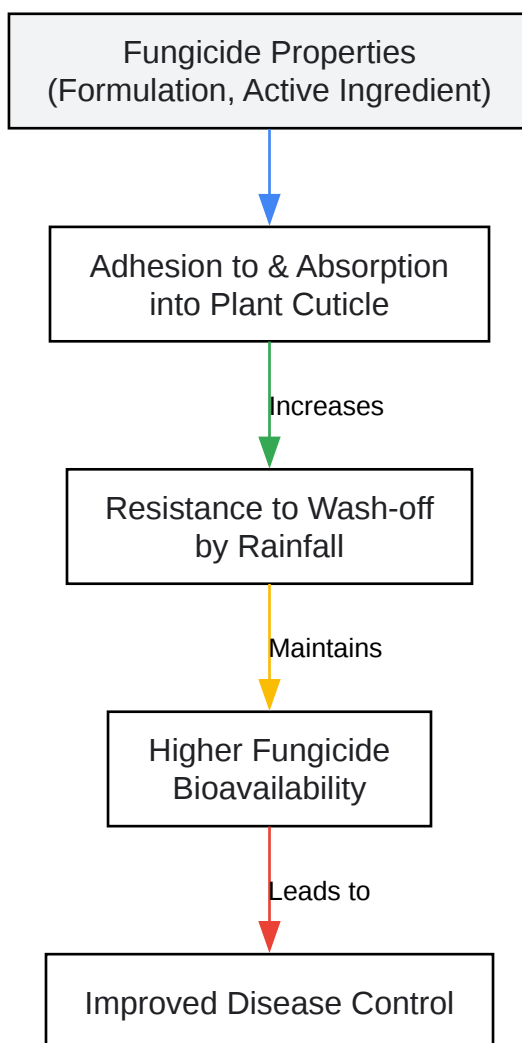 Fungicide Properties
(Formulation, Active Ingredient)
Adhesion to & Absorption
into Plant Cuticle
Increases
Resistance to Wash-off
by Rainfall
Maintains
Higher Fungicide
Bioavailability
Leads to
Improved Disease Control